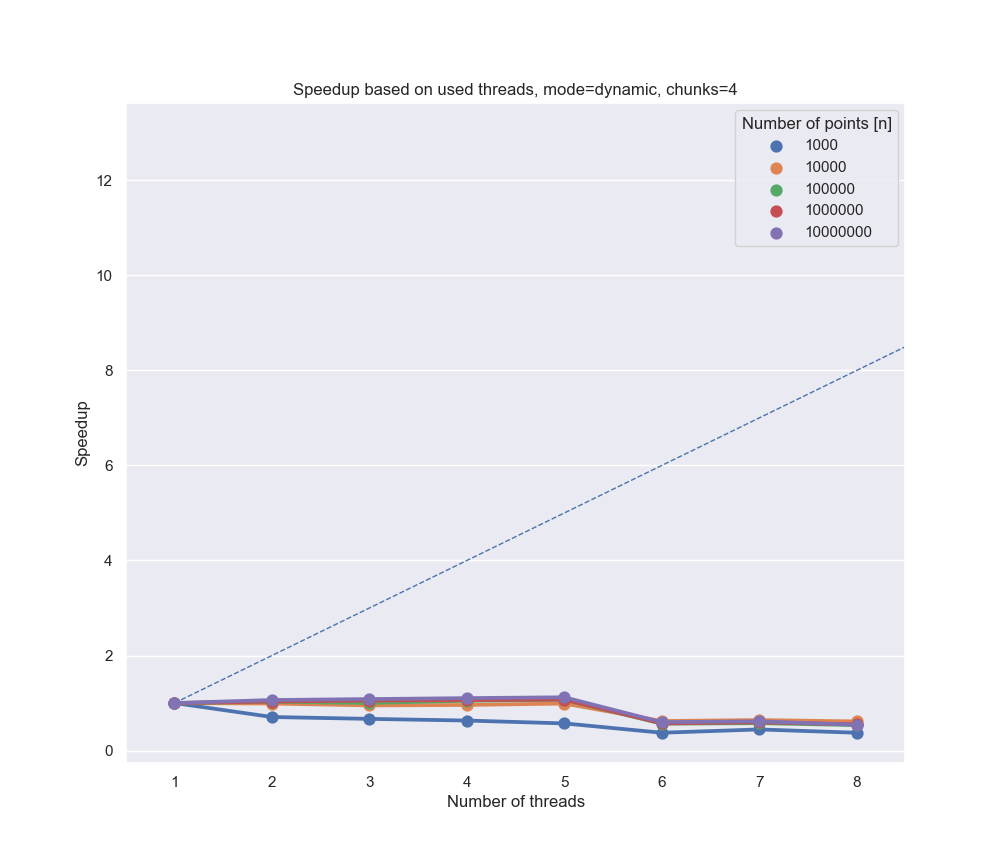 Speedup based on used threads, mode=dynamic, chunks=4
Number of points [n]
1000
10000
100000
1000000
10000000
12
10
8
6
4
2
0
Speedup
1 2 3 4 5 6 7 8
Number of threads